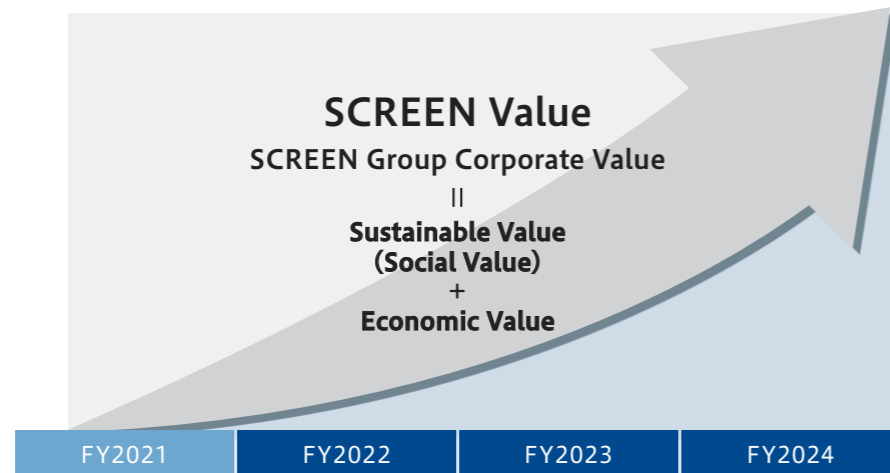 SCREEN Value
SCREEN Group Corporate Value
=
Sustainable Value
(Social Value)
+
Economic Value
FY2021 FY2022 FY2023 FY2024